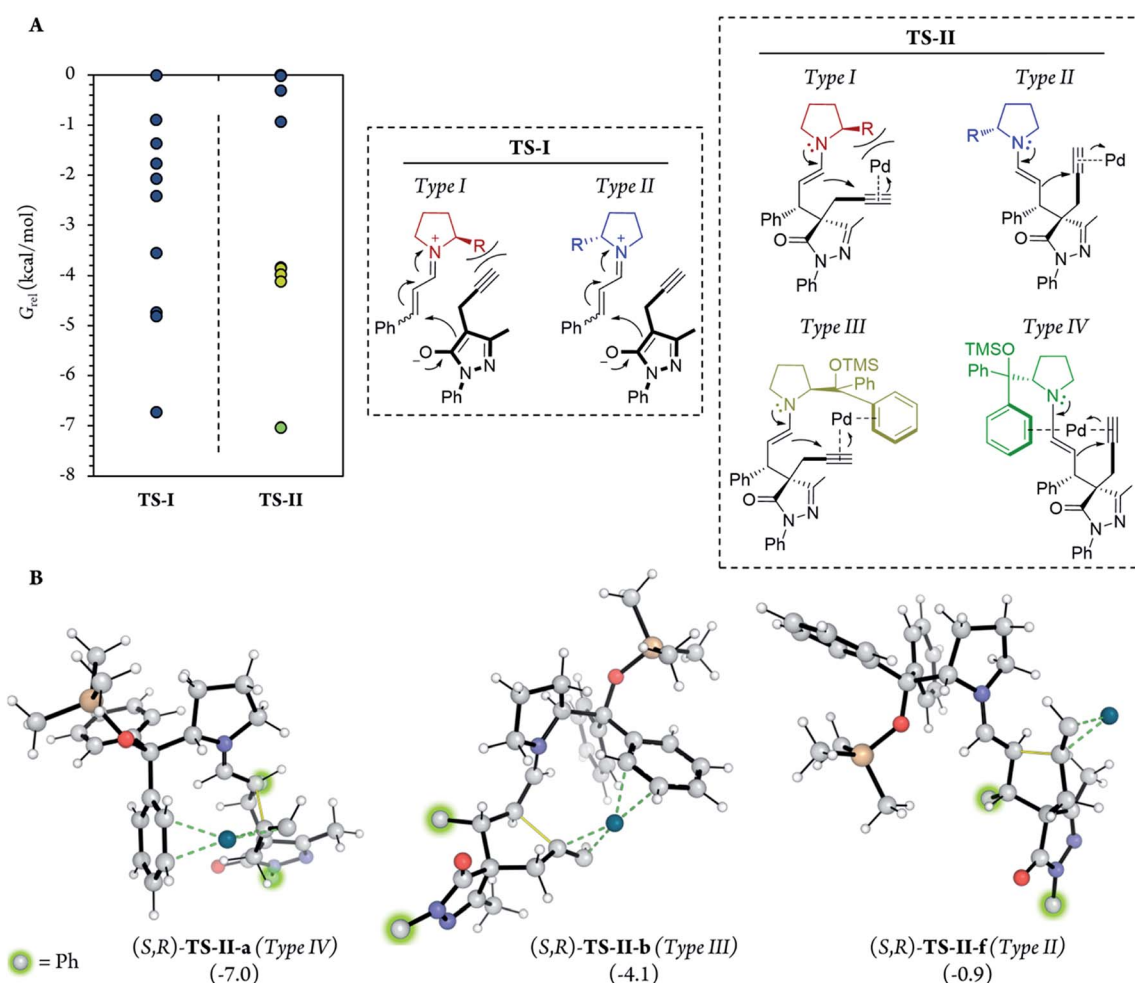 A
G_rel (kcal/mol)
0
-1
-2
-3
-4
-5
-6
-7
-8
TS-I
TS-II
TS-I
Type I
Type II
N
+
R
R
N
+
Ph
O
−
N
N
Ph
Ph
O
−
N
N
Ph
TS-II
Type I
Type II
N
R
Pd
Ph
O
N
N
Ph
R
N
Pd
Ph
O
N
N
Ph
Type III
Type IV
OTMS
Ph
N
Pd
Ph
O
N
N
Ph
TMSO
Ph
N
Pd
Ph
O
N
N
Ph
B
= Ph
(S,R)-TS-II-a (Type IV)
(-7.0)
(S,R)-TS-II-b (Type III)
(-4.1)
(S,R)-TS-II-f (Type II)
(-0.9)